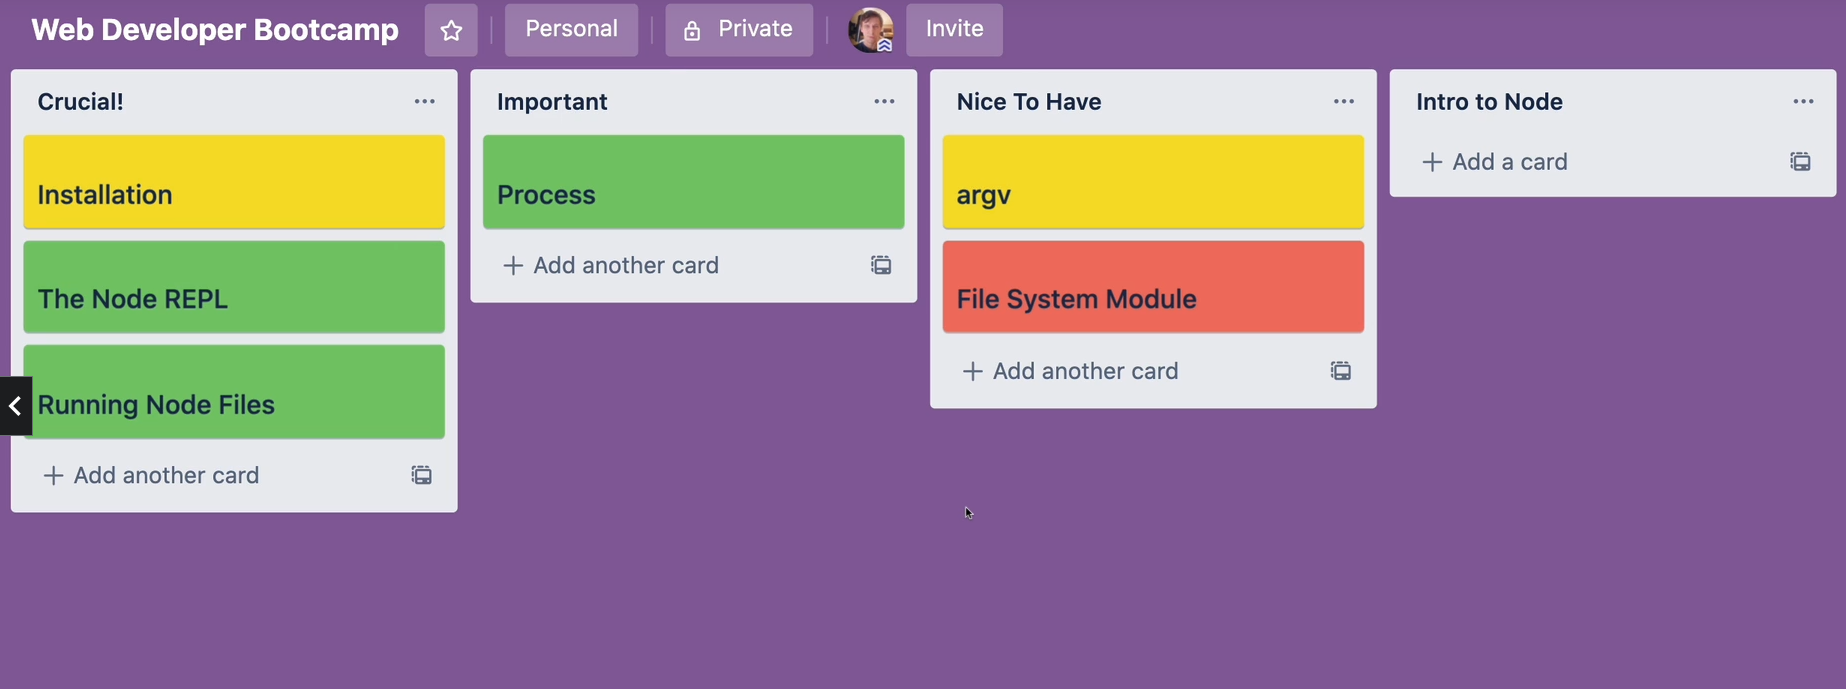 Web Developer Bootcamp
Personal
Private
Invite
Crucial!
Installation
The Node REPL
Running Node Files
Add another card
Important
Process
Add another card
Nice To Have
argv
File System Module
Add another card
Intro to Node
Add a card